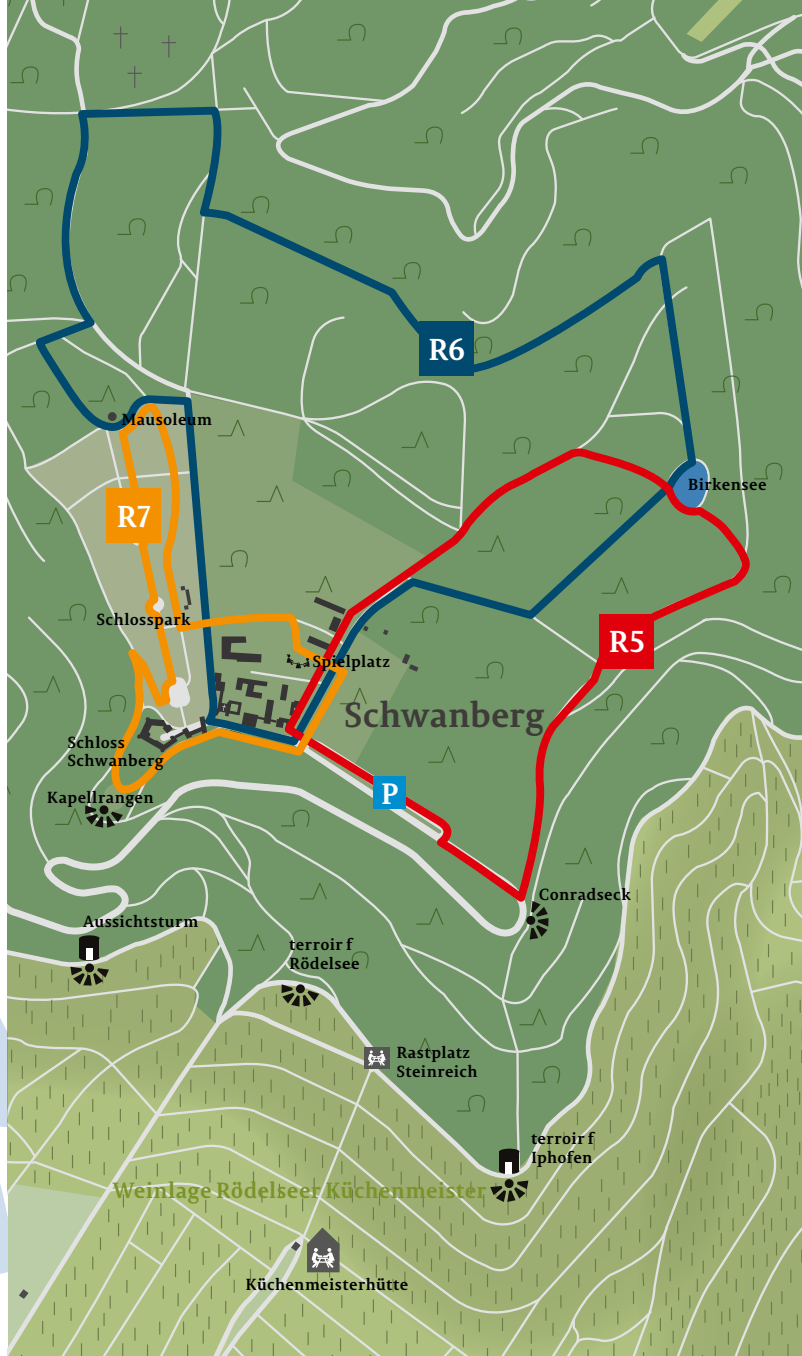 R6
Mausoleum
Birkensee
R7
Schlosspark
R5
Spielplatz
Schwanberg
Schloss
Schwanberg
P
Kapellrangen
Conradseck
Aussichtsturm
terroir f
Rödelsee
Rastplatz
Steinreich
terroir f
Iphofen
Weinlage Rödelseer Küchenmeister
Küchenmeisterhütte